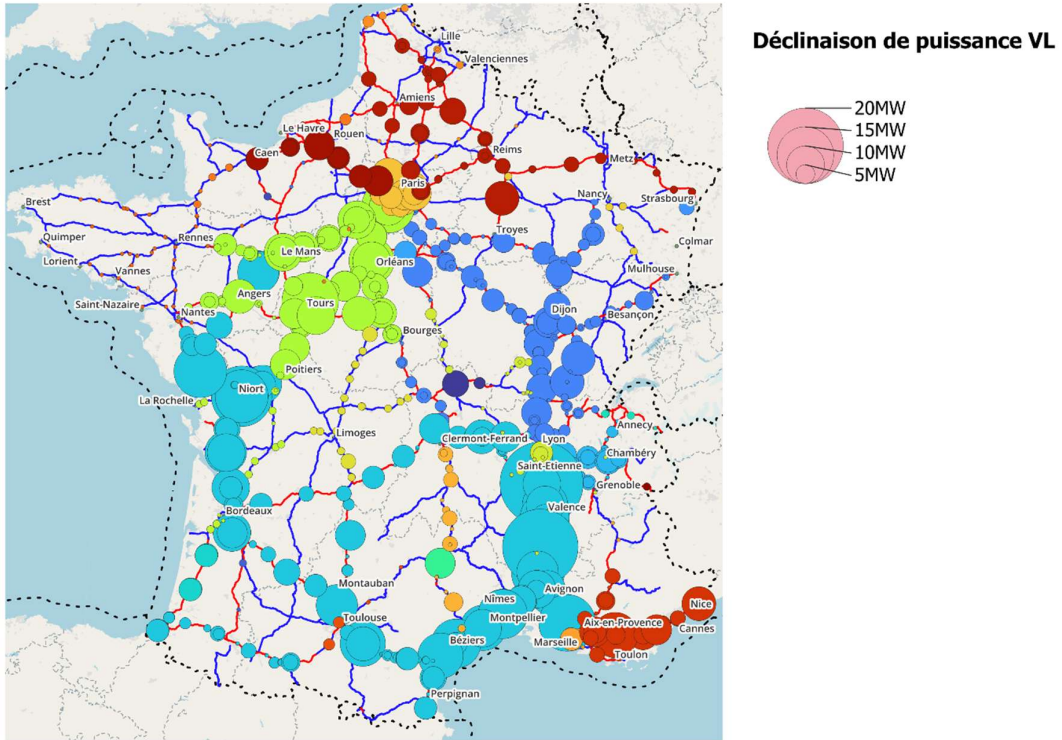 Déclinaison de puissance VL
20MW
15MW
10MW
5MW
Lille
Valenciennes
Amiens
Le Havre
Rouen
Caen
Reims
Metz
Paris
Nancy
Strasbourg
Brest
Quimper
Rennes
Troyes
Colmar
Lorient
Vannes
Le Mans
Orléans
Mulhouse
Saint-Nazaire
Angers
Nantes
Tours
Dijon
Besançon
Bourges
Poitiers
La Rochelle
Niort
Annecy
Limoges
Clermont-Ferrand
Lyon
Chambéry
Saint-Etienne
Grenoble
Bordeaux
Valence
Montauban
Avignon
Nîmes
Nice
Toulouse
Montpellier
Aix-en-Provence
Cannes
Béziers
Marseille
Toulon
Perpignan